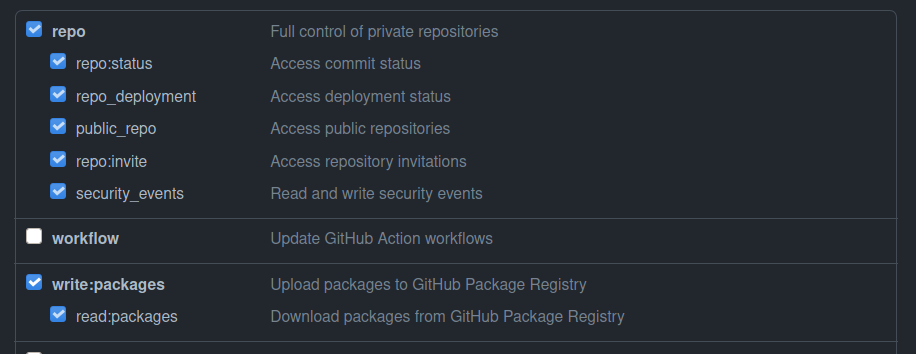 repo Full control of private repositories
repo:status Access commit status
repo_deployment Access deployment status
public_repo Access public repositories
repo:invite Access repository invitations
security_events Read and write security events
workflow Update GitHub Action workflows
write:packages Upload packages to GitHub Package Registry
read:packages Download packages from GitHub Package Registry